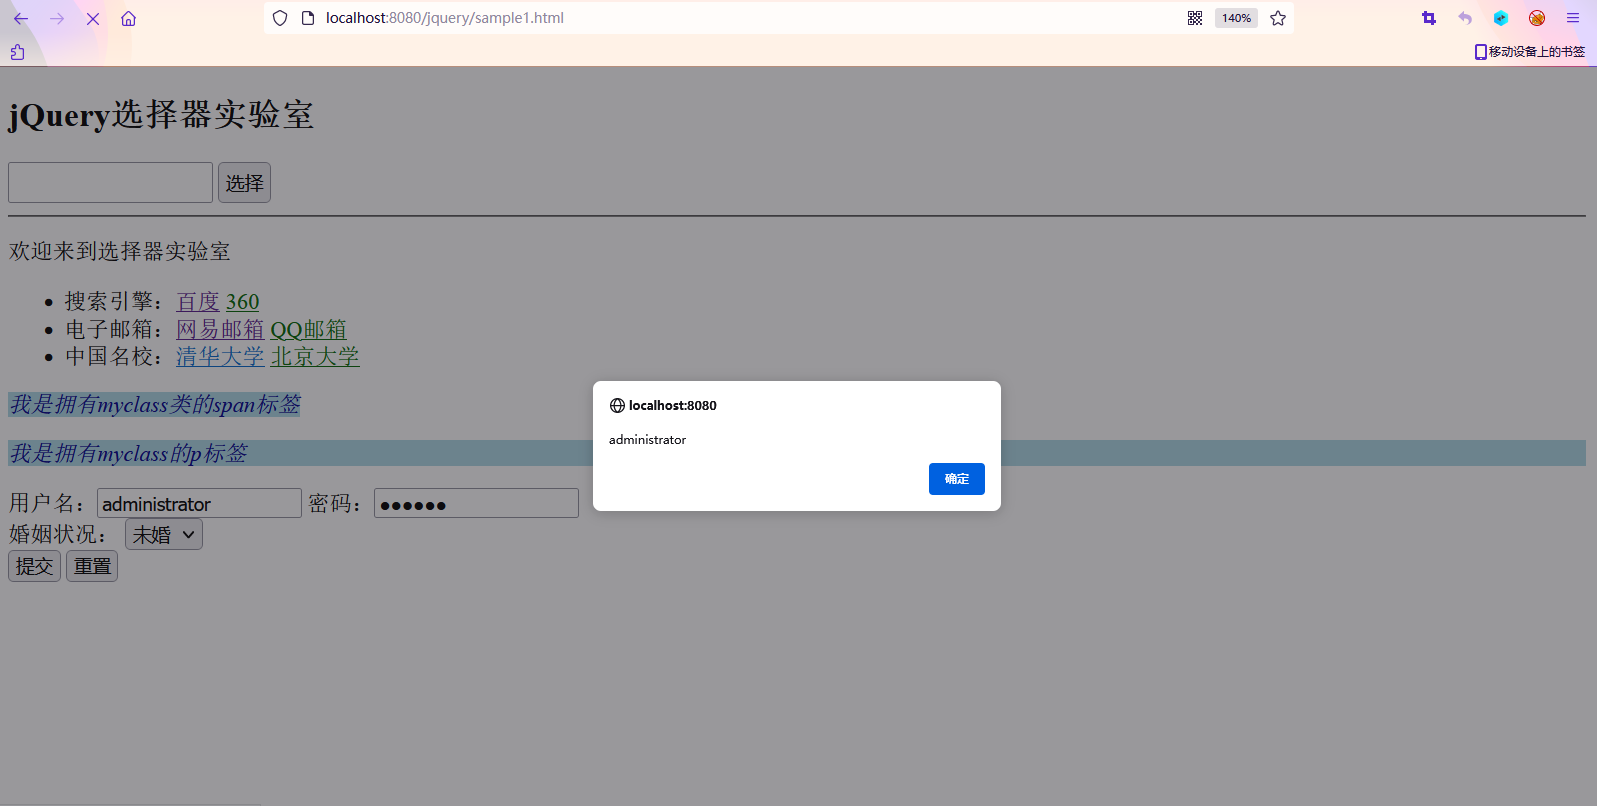 localhost:8080/jquery/sample1.html
140%
移动设备上的书签
jQuery选择器实验室
选择
欢迎来到选择器实验室
搜索引擎：百度 360
电子邮箱：网易邮箱 QQ邮箱
中国名校：清华大学 北京大学
我是拥有myclass类的span标签
我是拥有myclass的p标签
localhost:8080
administrator
确定
用户名：administrator 密码：●●●●●●
婚姻状况： 未婚
提交 重置